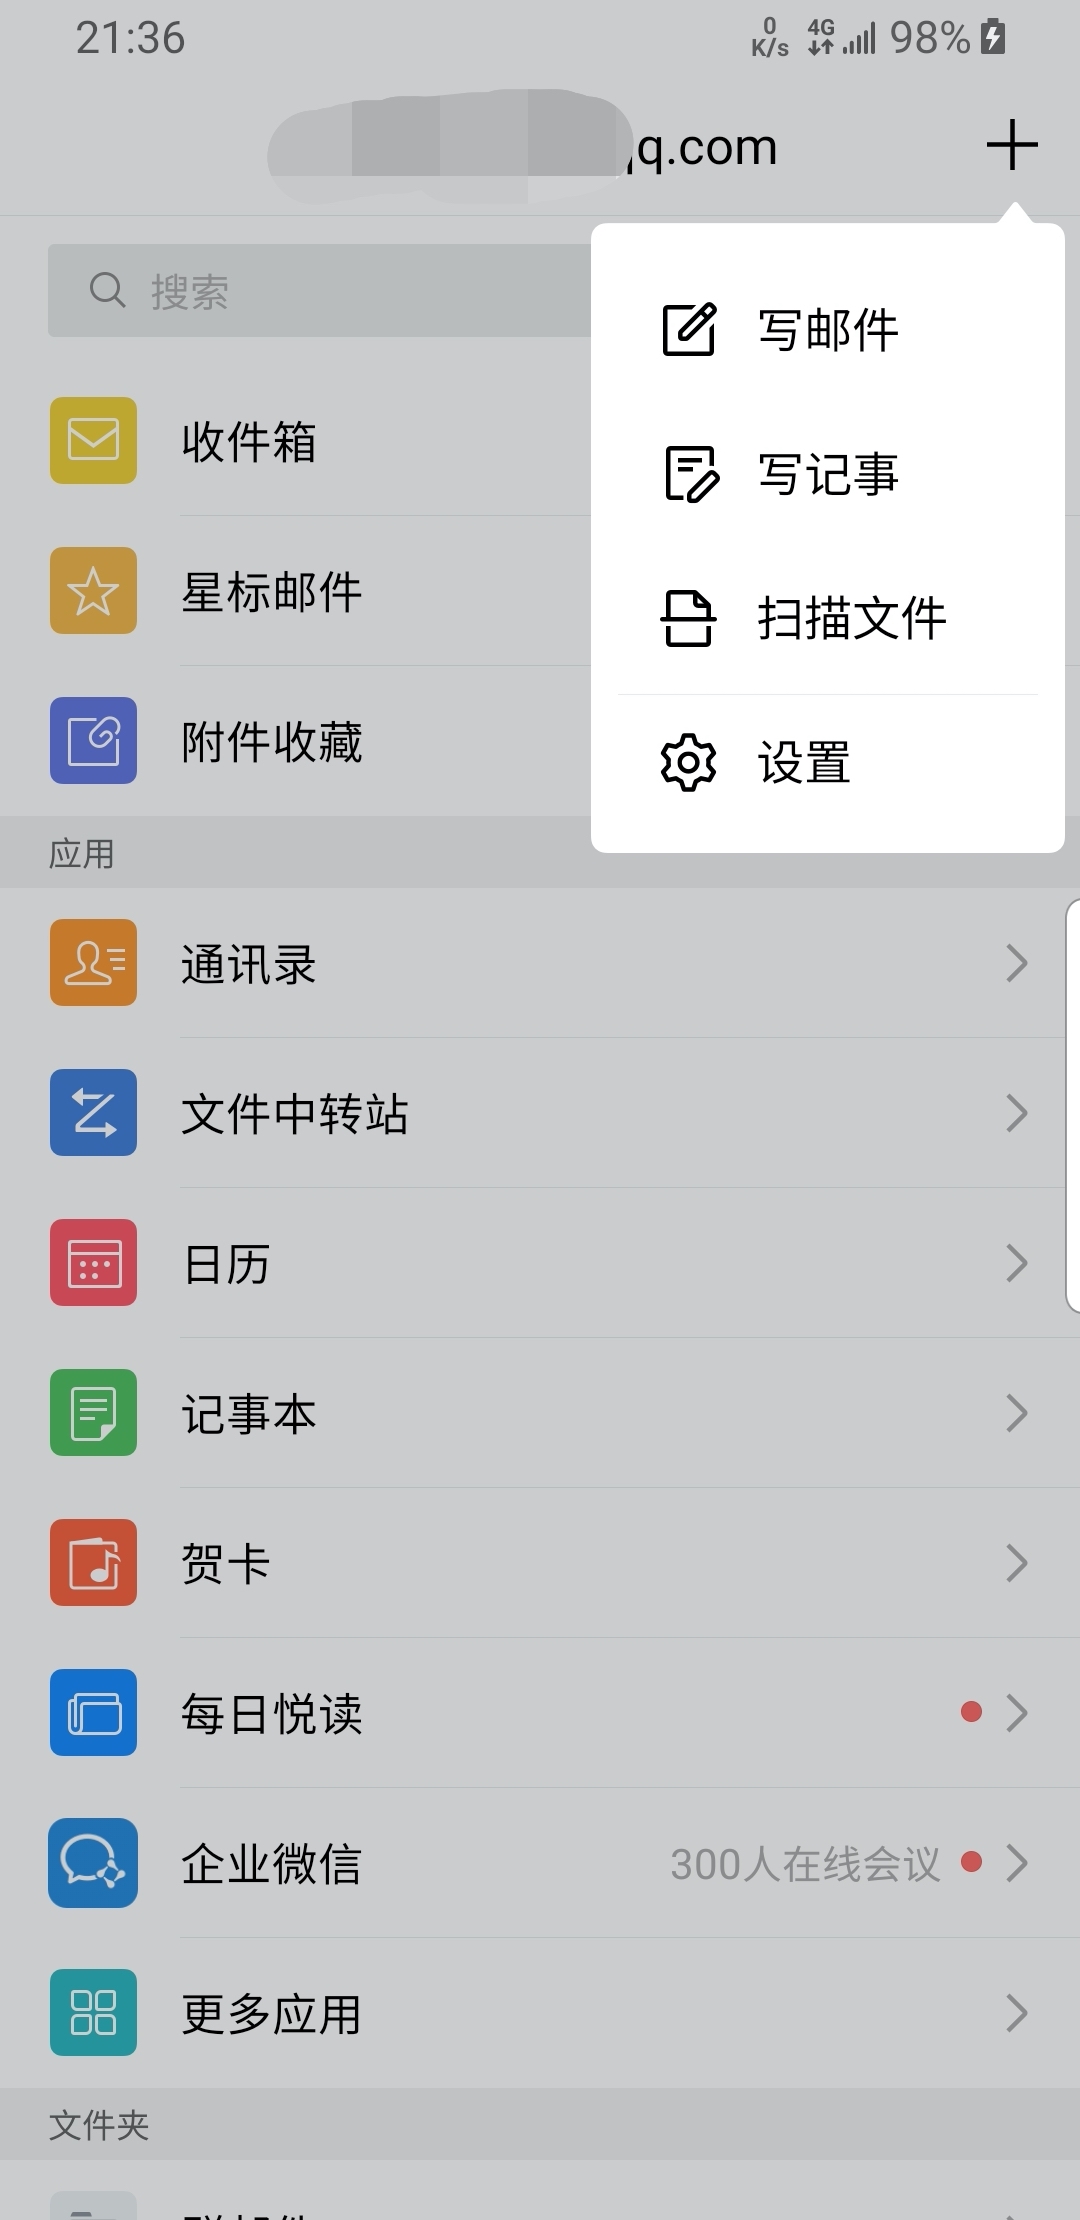 21:36
0
K/s
4G
98%
q.com
搜索
写邮件
写记事
扫描文件
设置
收件箱
星标邮件
附件收藏
应用
通讯录
文件中转站
日历
记事本
贺卡
每日悦读
企业微信
300人在线会议
更多应用
文件夹